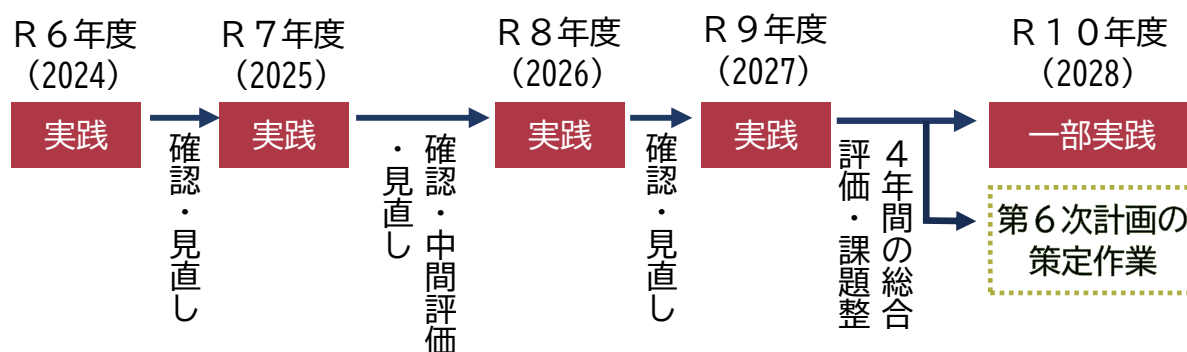 R６年度
(2024)
実践
確認・見直し
R７年度
(2025)
実践
確認・中間評価
・見直し
R８年度
(2026)
実践
確認・見直し
R９年度
(2027)
実践
４年間の総合
評価・課題整
R１０年度
(2028)
一部実践
第６次計画の
策定作業